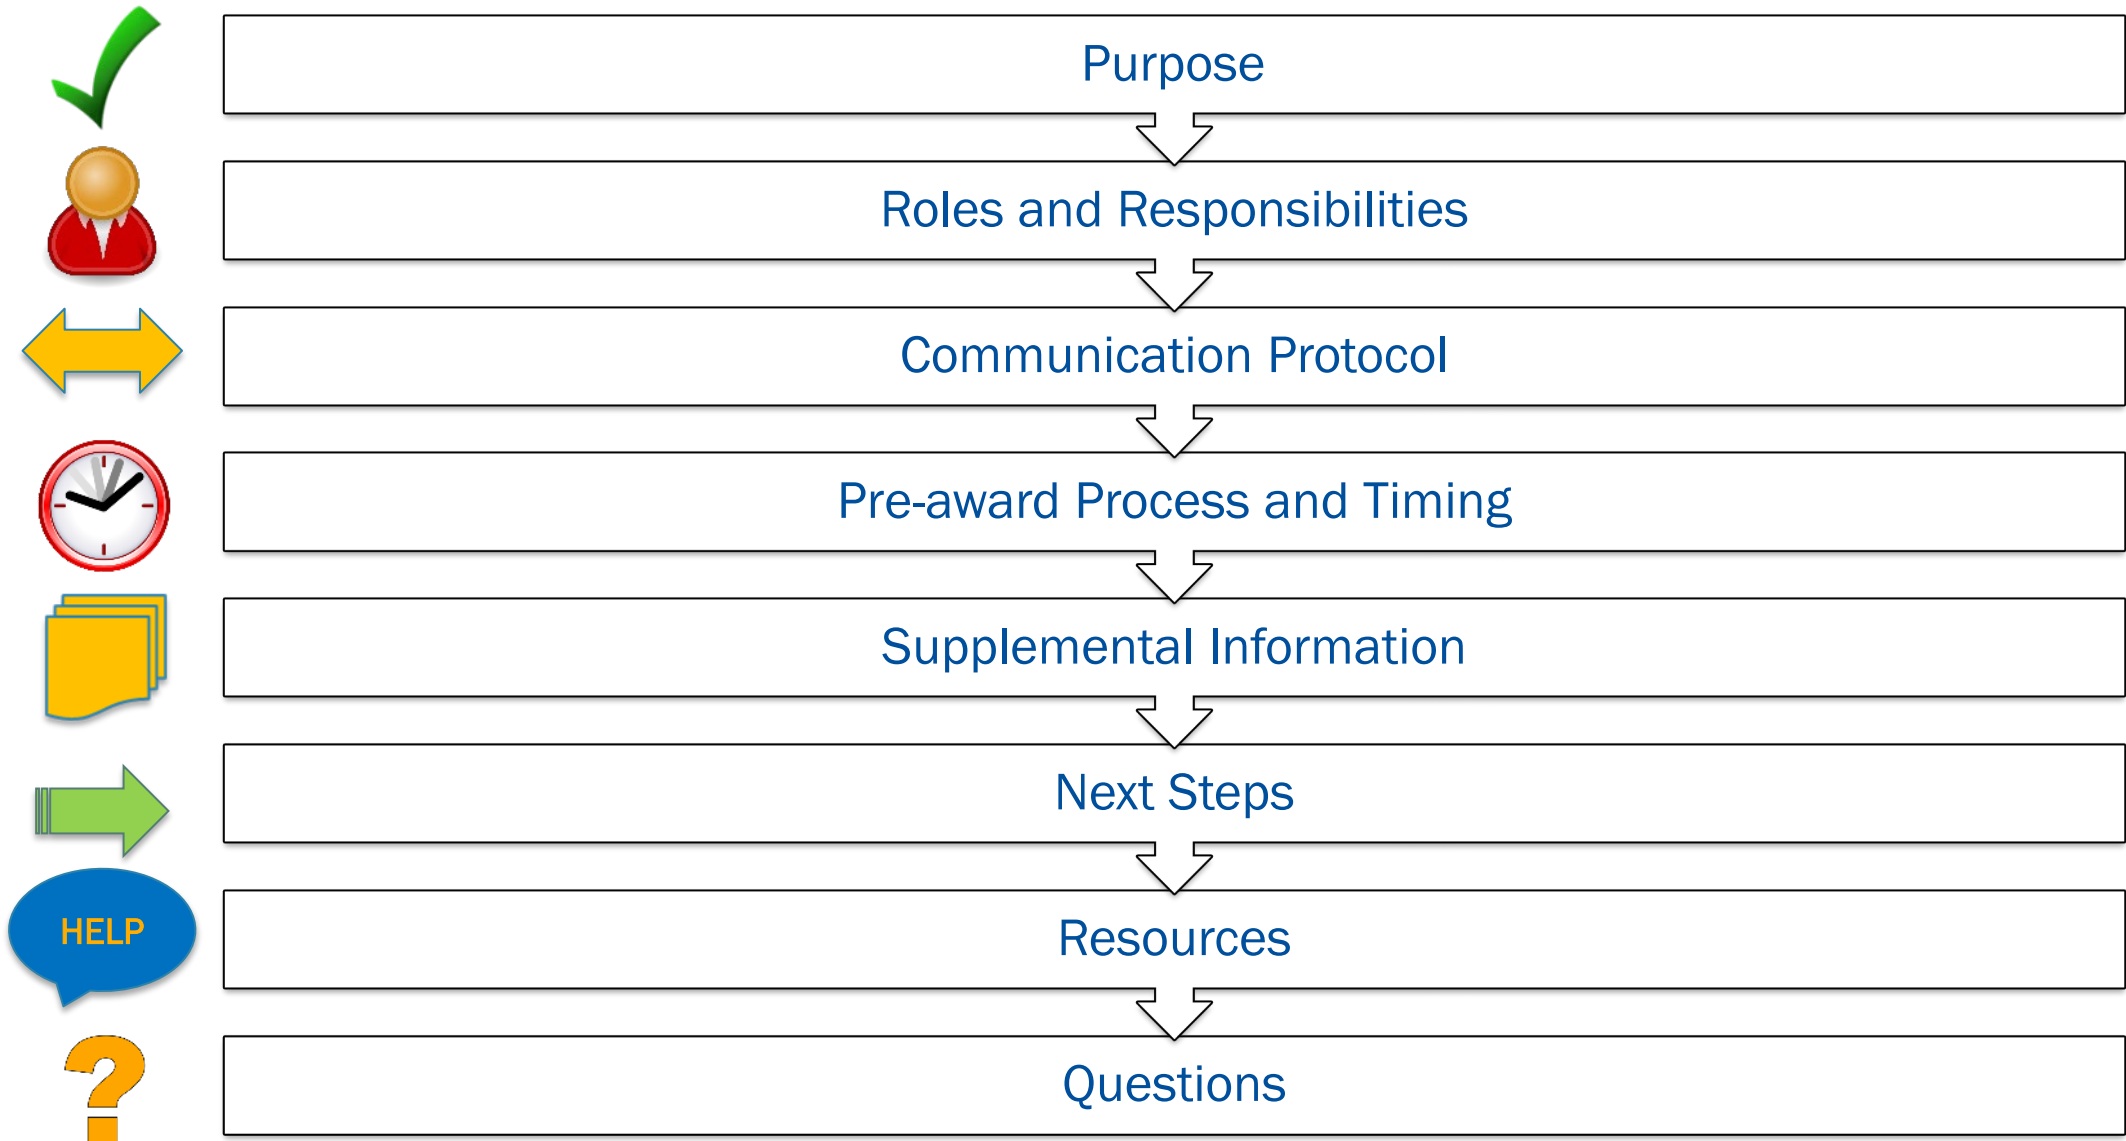 Purpose
Roles and Responsibilities
Communication Protocol
Pre-award Process and Timing
Supplemental Information
Next Steps
HELP
Resources
?
Questions